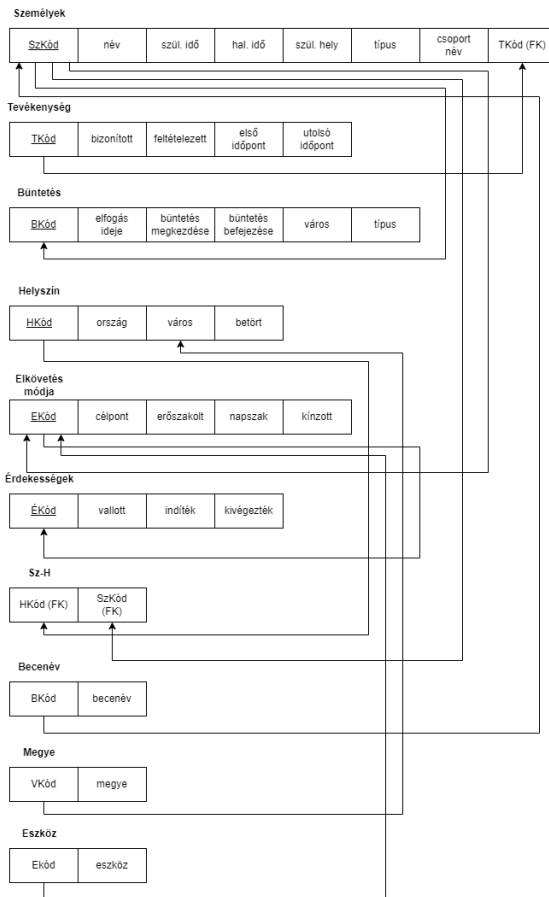 Személyek
SzKód név szül. idő hal. idő szül. hely típus csoport név TKód (FK)
Tevékenység
TKód bizonított feltételezett első időpont utolsó időpont
Büntetés
BKód elfogás ideje büntetés megkezdése büntetés befejezése város típus
Helyszín
HKód ország város betört
Elkövetés
módja
EKód célpont erőszakolt napszak kínzott
Érdekességek
ÉKód vallott indíték kivégezték
Sz-H
HKód (FK) SzKód (FK)
Becenév
BKód becenév
Megye
VKód megye
Eszköz
Ekód eszköz